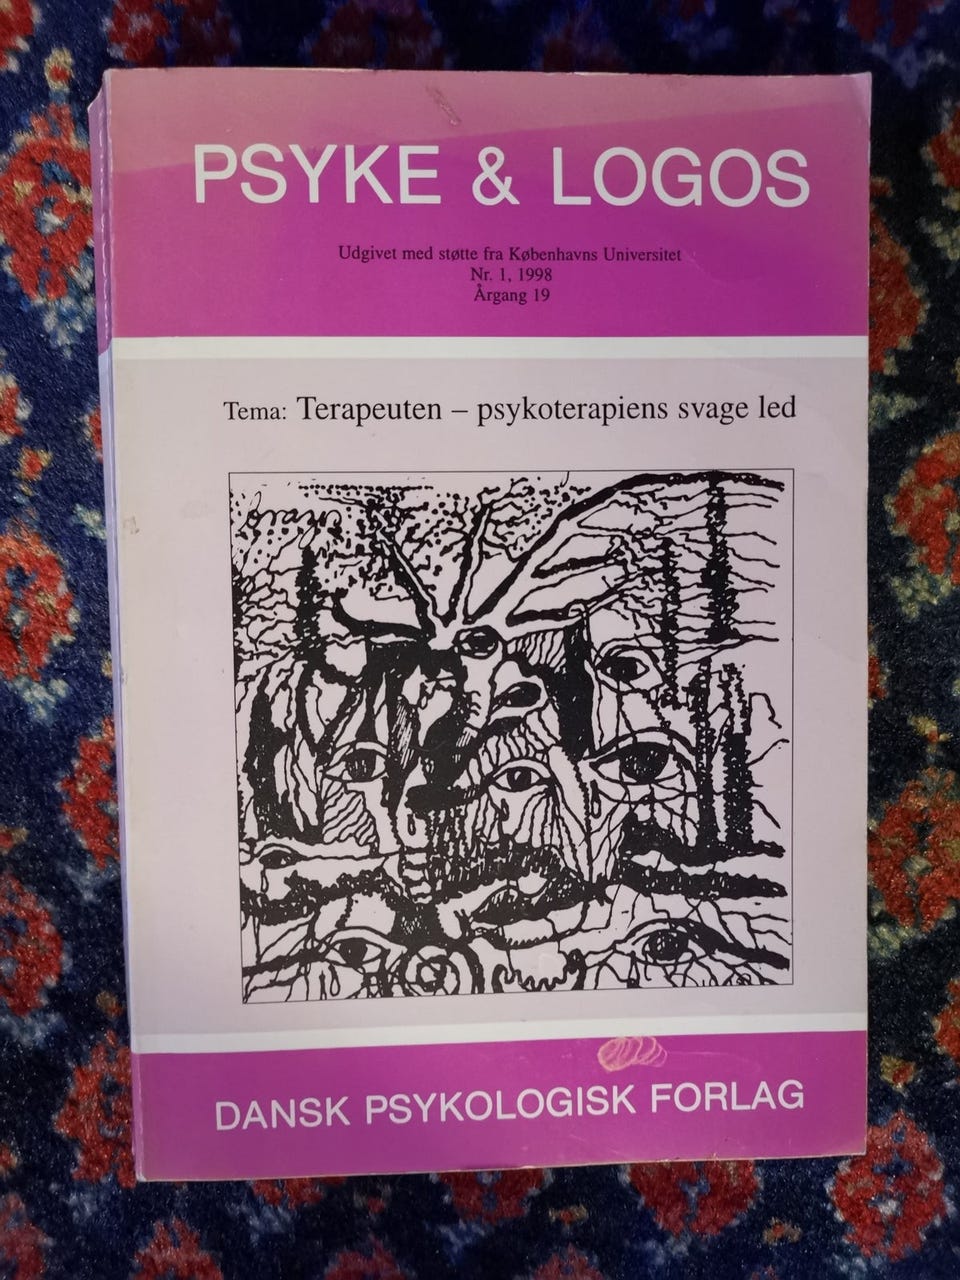 PSYKE & LOGOS
Udgivet med støtte fra Københavns Universitet
Nr. 1, 1998
Årgang 19
Tema: Terapeuten – psykoterapiens svage led
DANSK PSYKOLOGISK FORLAG